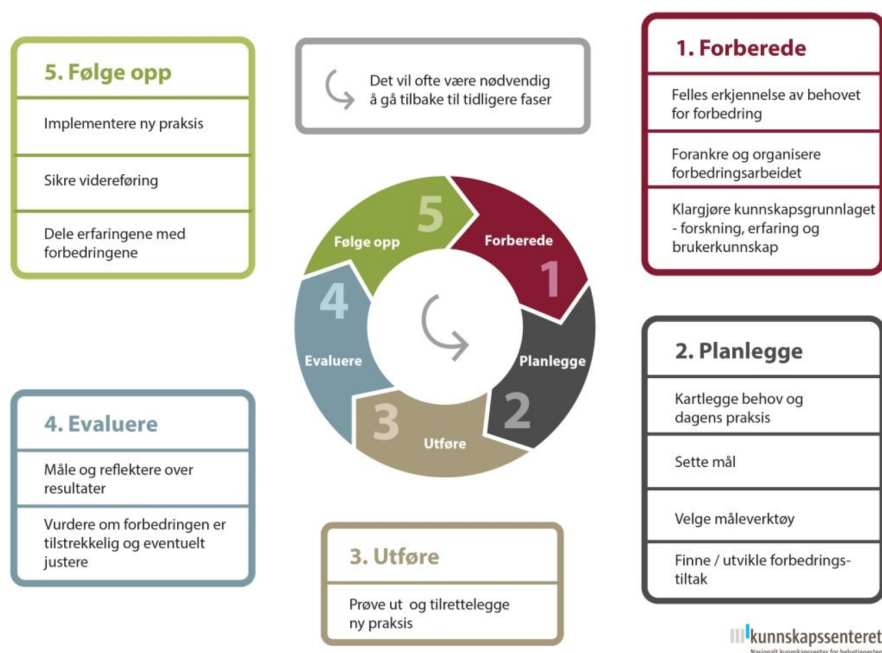 5. Følge opp
Implementere ny praksis
Sikre videreføring
Dele erfaringene med
forbedringene
Det vil ofte være nødvendig
å gå tilbake til tidligere faser
1. Forberede
Felles erkjennelse av behovet
for forbedring
Forankre og organisere
forbedringsarbeidet
Klargjøre kunnskapsgrunnlaget
- forskning, erfaring og
brukerkunnskap
5
Følge opp
Forberede
1
4
Evaluere
Planlegge
2
3
Utføre
2. Planlegge
Kartlegge behov og
dagens praksis
Sette mål
Velge måleverktøy
Finne / utvikle forbedrings-
tiltak
4. Evaluere
Måle og reflektere over
resultater
Vurdere om forbedringen er
tilstrekkelig og eventuelt
justere
3. Utføre
Prøve ut og tilrettelegge
ny praksis
kunnskapssenteret
Nasjonalt kunnskapssenter for helsetjenesten